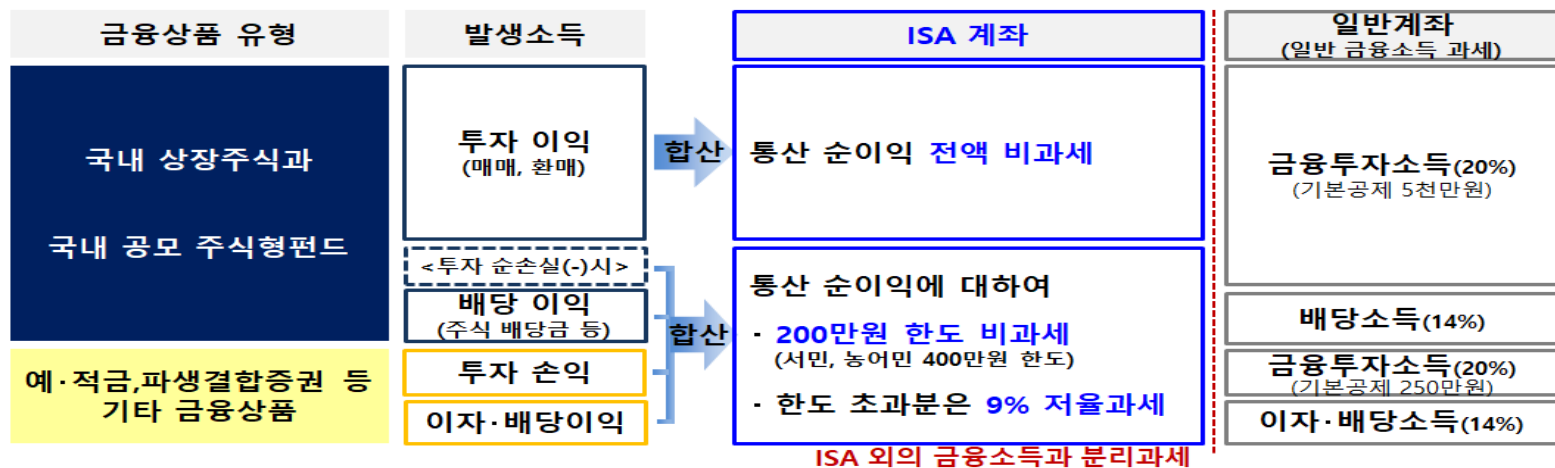 금융상품 유형
발생소득
ISA 계좌
일반계좌
(일반 금융소득 과세)
국내 상장주식과
국내 공모 주식형펀드
투자 이익
(매매, 환매)
합산
통산 순이익 전액 비과세
금융투자소득(20%)
(기본공제 5천만원)
<투자 순손실(-)시>
배당 이익
(주식 배당금 등)
합산
통산 순이익에 대하여
· 200만원 한도 비과세
(서민, 농어민 400만원 한도)
· 한도 초과분은 9% 저율과세
배당소득(14%)
예·적금,파생결합증권 등
기타 금융상품
투자 손익
이자·배당이익
금융투자소득(20%)
(기본공제 250만원)
이자·배당소득(14%)
ISA 외의 금융소득과 분리과세